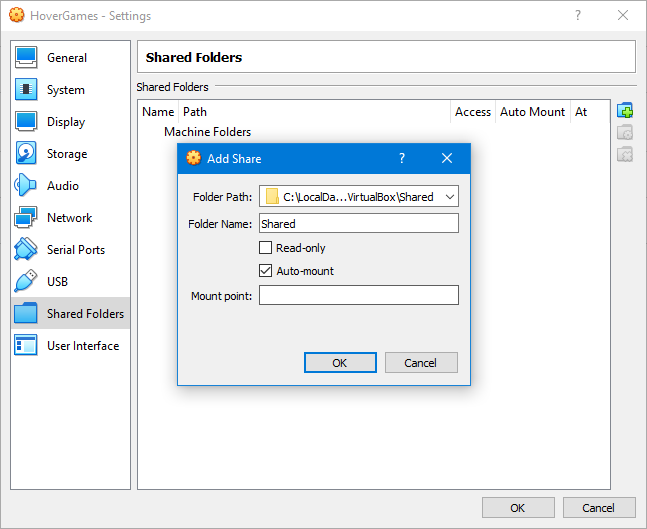 HoverGames - Settings
?
General
System
Display
Storage
Audio
Network
Serial Ports
USB
Shared Folders
User Interface
Shared Folders
Shared Folders
Name Path Access Auto Mount At
Machine Folders
Add Share
?
Folder Path: C:\LocalDa...VirtualBox\Shared
Folder Name: Shared
Read-only
Auto-mount
Mount point:
OK Cancel
OK Cancel